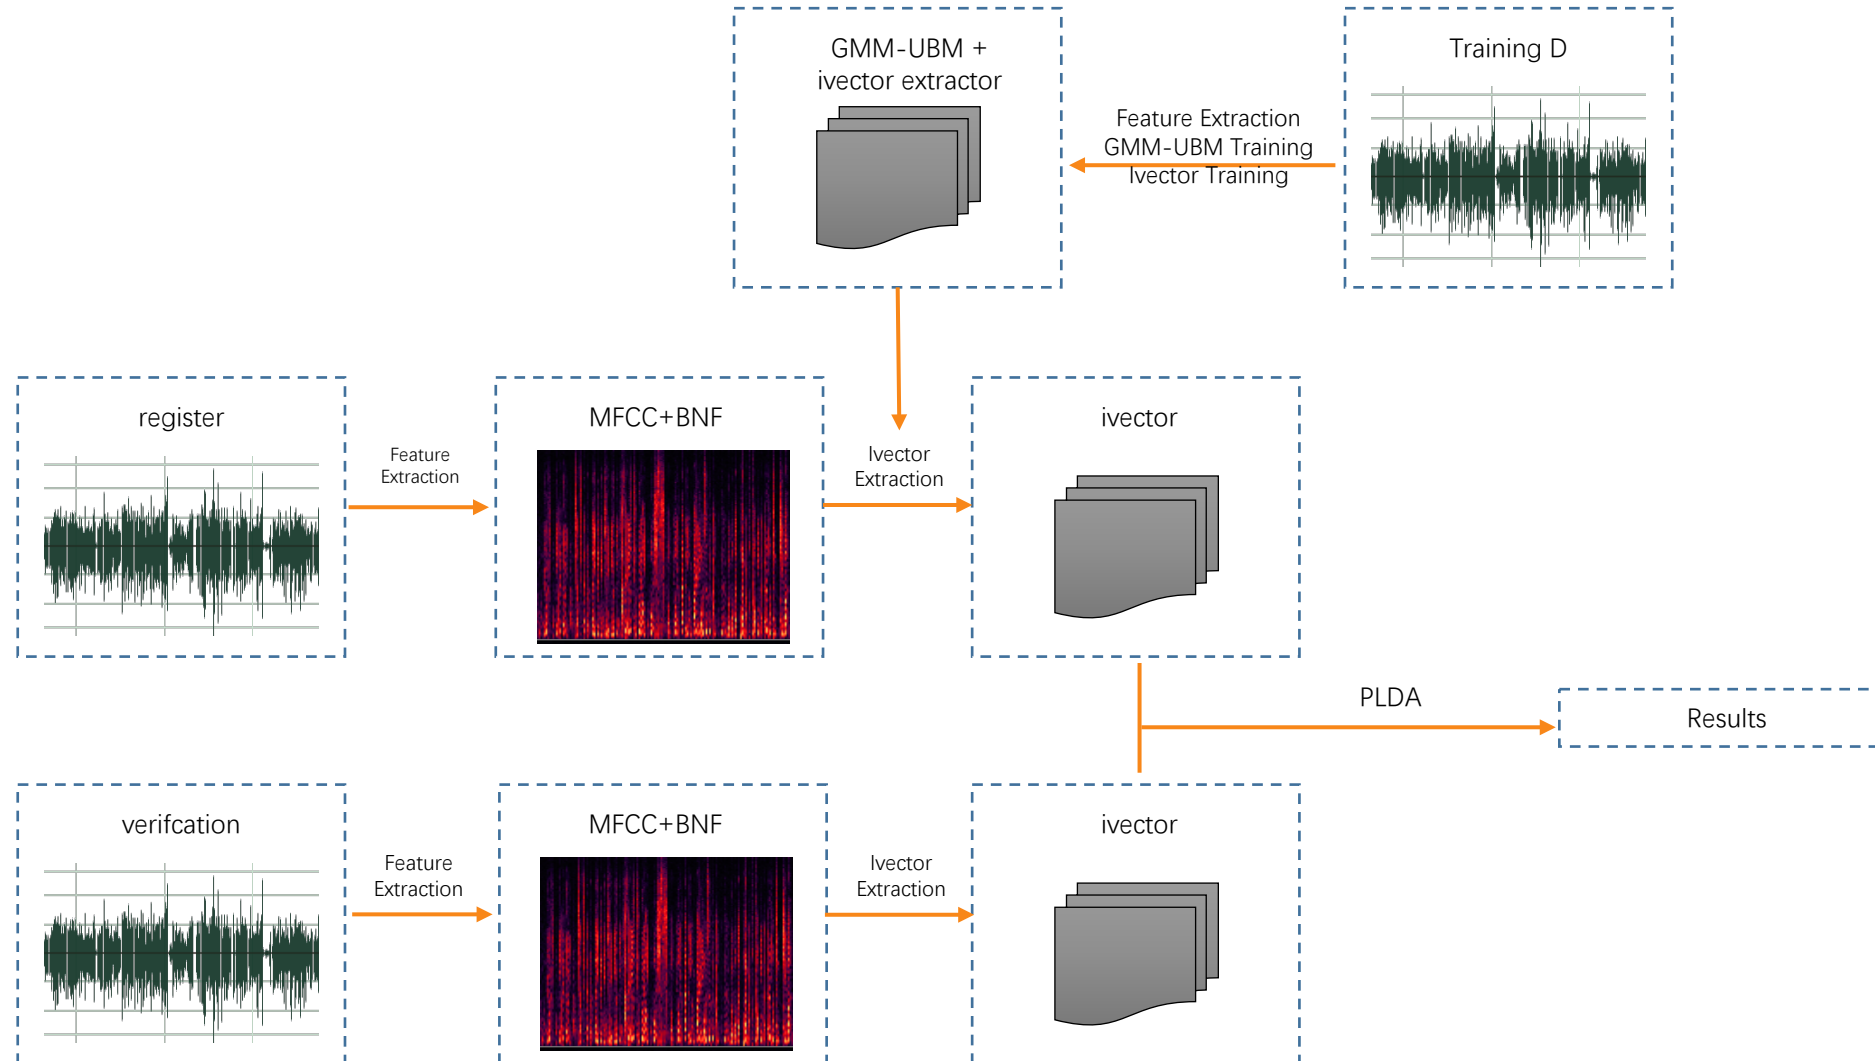 GMM-UBM +
ivector extractor
Training D
Feature Extraction
GMM-UBM Training
Ivector Training
register
Feature
Extraction
MFCC+BNF
Ivector
Extraction
ivector
PLDA
Results
verifcation
Feature
Extraction
MFCC+BNF
Ivector
Extraction
ivector